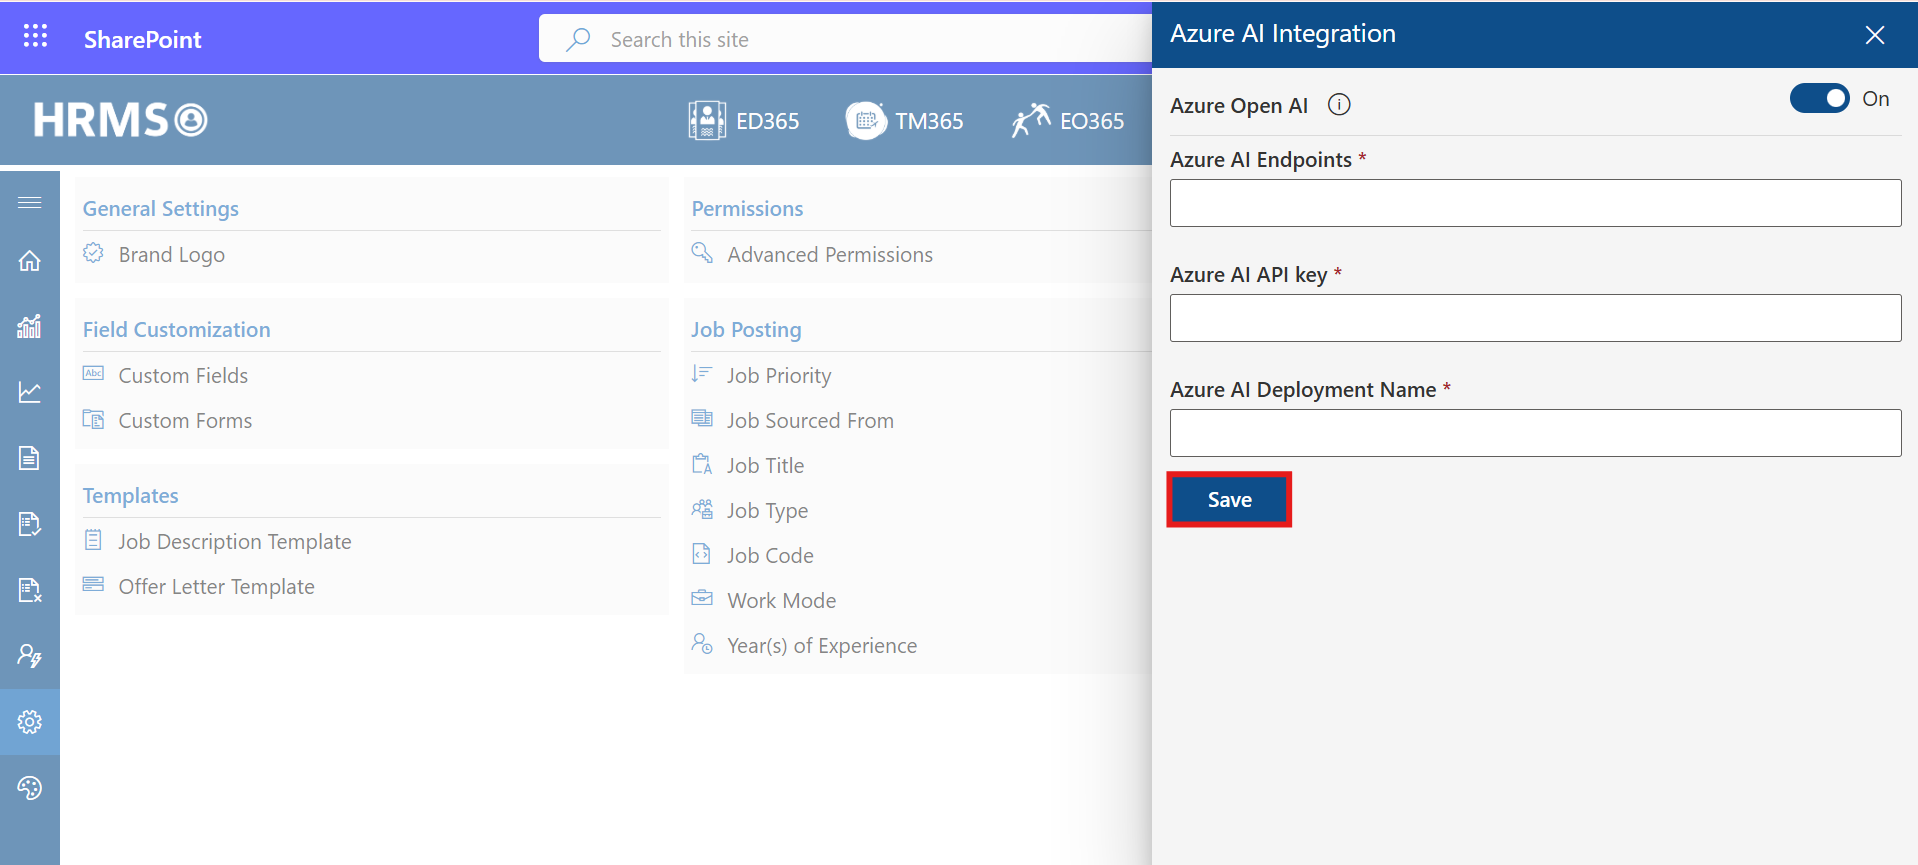 SharePoint
Search this site
Azure AI Integration
HRMS
ED365
TM365
EO365
Azure Open AI
On
Azure AI Endpoints *
Azure AI API key *
Azure AI Deployment Name *
Save
General Settings
Brand Logo
Field Customization
Abc
Custom Fields
Custom Forms
Templates
Job Description Template
Offer Letter Template
Permissions
Advanced Permissions
Job Posting
Job Priority
Job Sourced From
Job Title
Job Type
Job Code
Work Mode
Year(s) of Experience